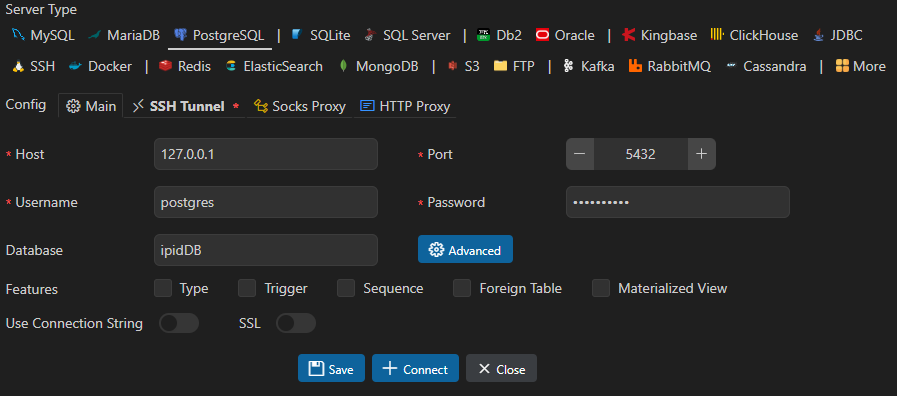 Server Type
MySQL MariaDB PostgreSQL | SQLite SQL Server | Db2 Oracle | Kingbase ClickHouse JDBC
SSH Docker | Redis ElasticSearch MongoDB | S3 FTP | Kafka RabbitMQ Cassandra | More
Config Main SSH Tunnel * Socks Proxy HTTP Proxy
* Host 127.0.0.1 * Port 5432
* Username postgres * Password ••••••••••
Database ipidDB Advanced
Features Type Trigger Sequence Foreign Table Materialized View
Use Connection String SSL
Save Connect Close